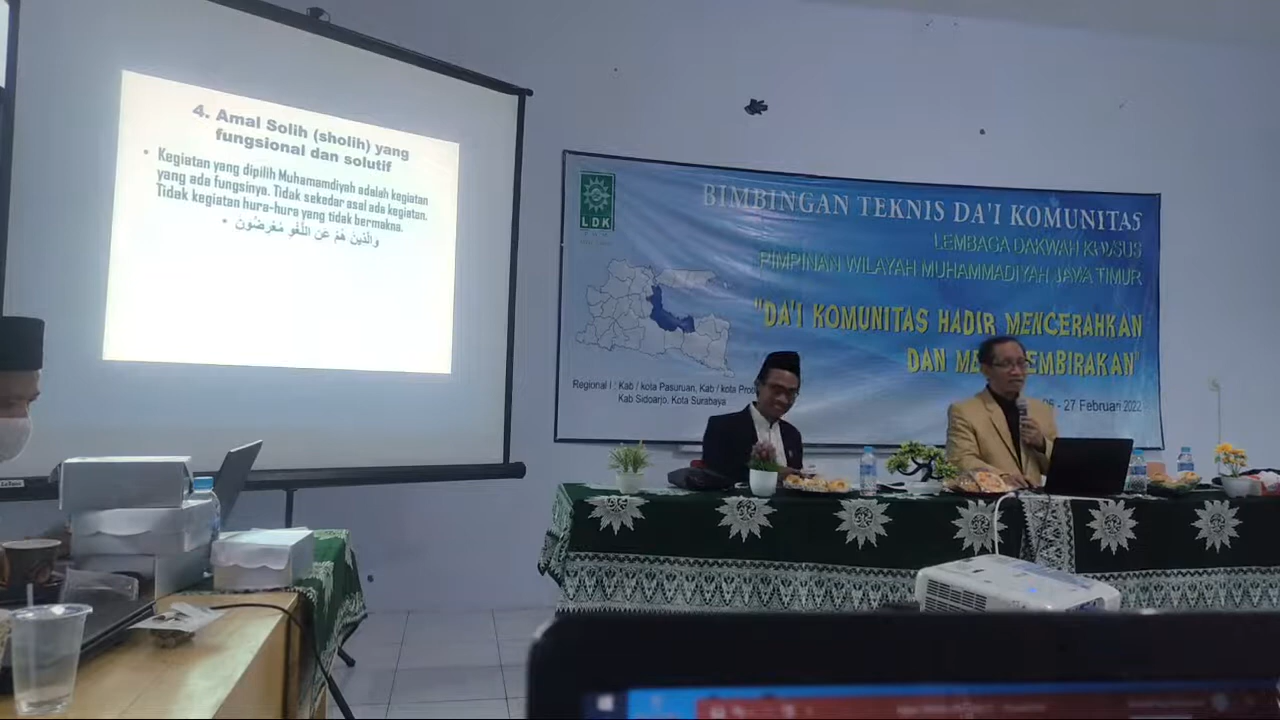 4. Amal Solih (sholih) yang
fungsional dan solutif
• Kegiatan yang dipilih Muhamamdiyah adalah kegiatan
yang ada fungsinya. Tidak sekedar asal ada kegiatan.
Tidak kegiatan hura-hura yang tidak bermakna.
• والَّذِينَ هُمْ عَنِ اللَّغْوِ مُعْرِضُونَ
LDK
BIMBINGAN TEKNIS DA'I KOMUNITAS
LEMBAGA DAKWAH KHUSUS
PIMPINAN WILAYAH MUHAMMADIYAH JAWA TIMUR
"DA'I KOMUNITAS HADIR MENCERAHKAN
DAN EMBIRAKAN"
Regional I : Kab / kota Pasuruan, Kab / kota
Kab Sidoarjo, Kota Surabaya
- 27 Februari 2022